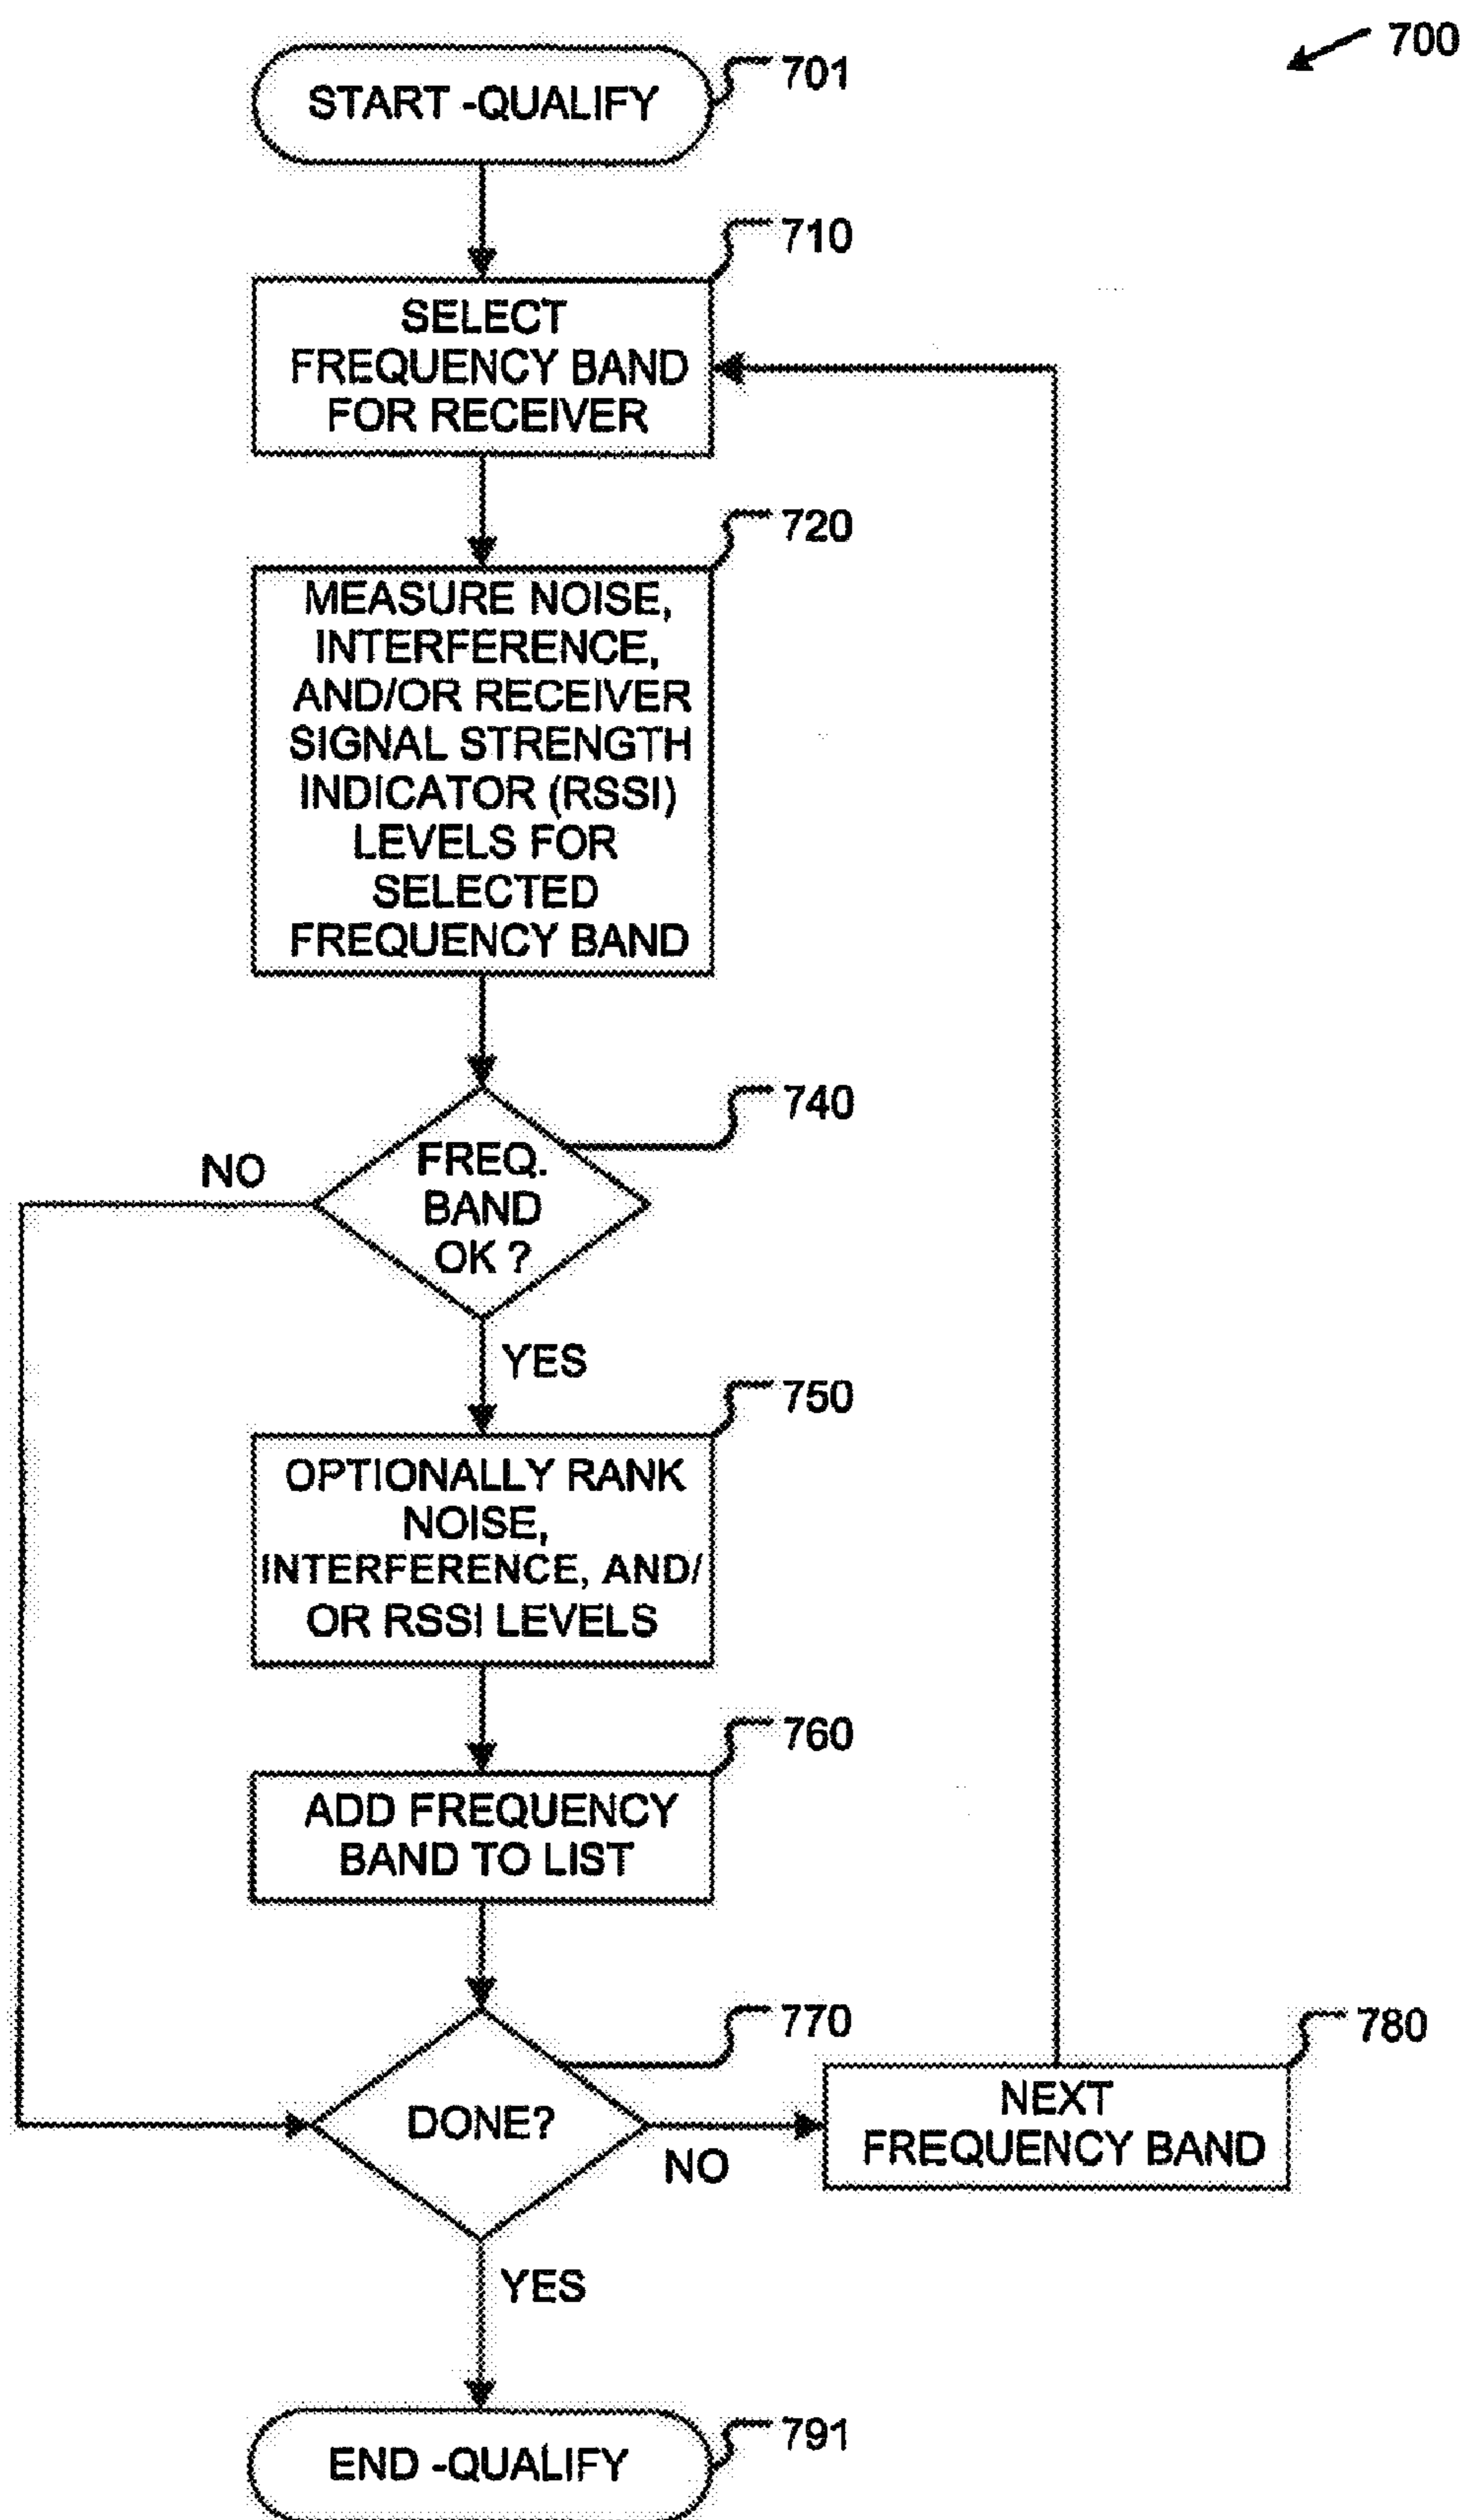 700
START -QUALIFY
701
710
SELECT
FREQUENCY BAND
FOR RECEIVER
720
MEASURE NOISE,
INTERFERENCE,
AND/OR RECEIVER
SIGNAL STRENGTH
INDICATOR (RSSI)
LEVELS FOR
SELECTED
FREQUENCY BAND
740
NO
FREQ.
BAND
OK ?
YES
750
OPTIONALLY RANK
NOISE,
INTERFERENCE, AND/
OR RSSI LEVELS
760
ADD FREQUENCY
BAND TO LIST
770
DONE?
NO
780
NEXT
FREQUENCY BAND
YES
791
END -QUALIFY